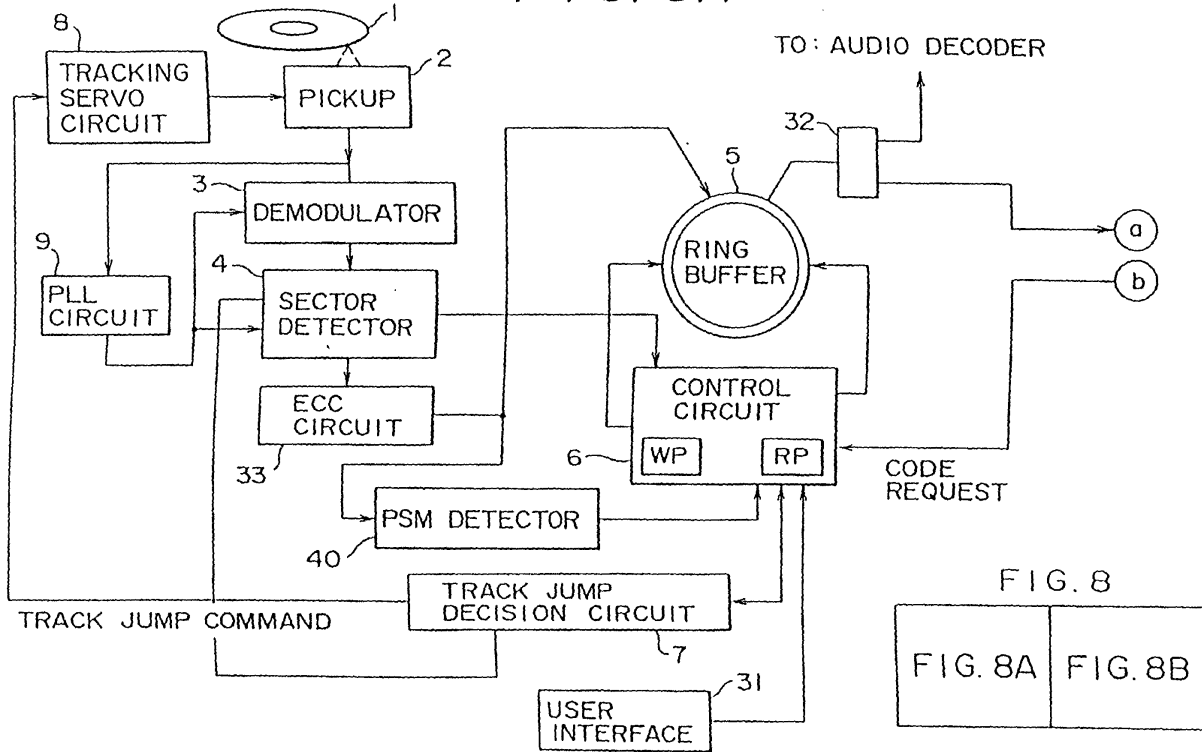 1
8
TO: AUDIO DECODER
TRACKING
SERVO
CIRCUIT
2
PICKUP
32
3
5
DEMODULATOR
a
9
4
RING
BUFFER
b
PLL
CIRCUIT
SECTOR
DETECTOR
CONTROL
CIRCUIT
ECC
CIRCUIT
6
WP
RP
33
CODE
REQUEST
PSM DETECTOR
40
FIG. 8
TRACK JUMP
DECISION CIRCUIT
TRACK JUMP COMMAND
7
FIG. 8A
FIG. 8B
31
USER
INTERFACE